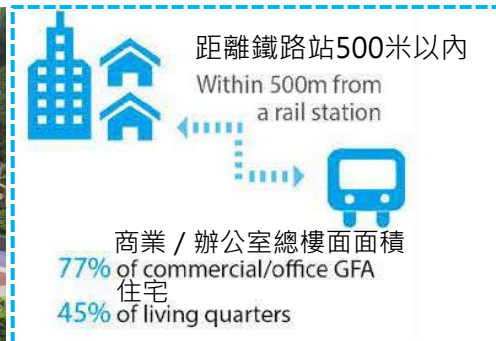 距離鐵路站500米以內
Within 500m from
a rail station
商業 / 辦公室總樓面面積
77% of commercial/office GFA
住宅
45% of living quarters